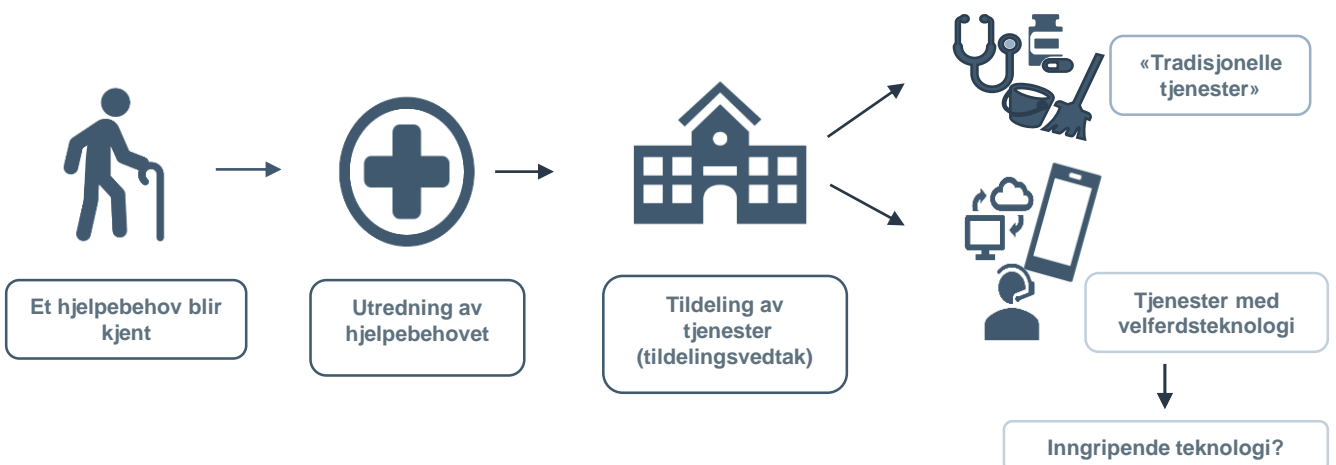 «Tradisjonelle
tjenester»
Et hjelpebehov blir
kjent
Utredning av
hjelpebehovet
Tildeling av
tjenester
(tildelingsvedtak)
Tjenester med
velferdsteknologi
Inngripende teknologi?